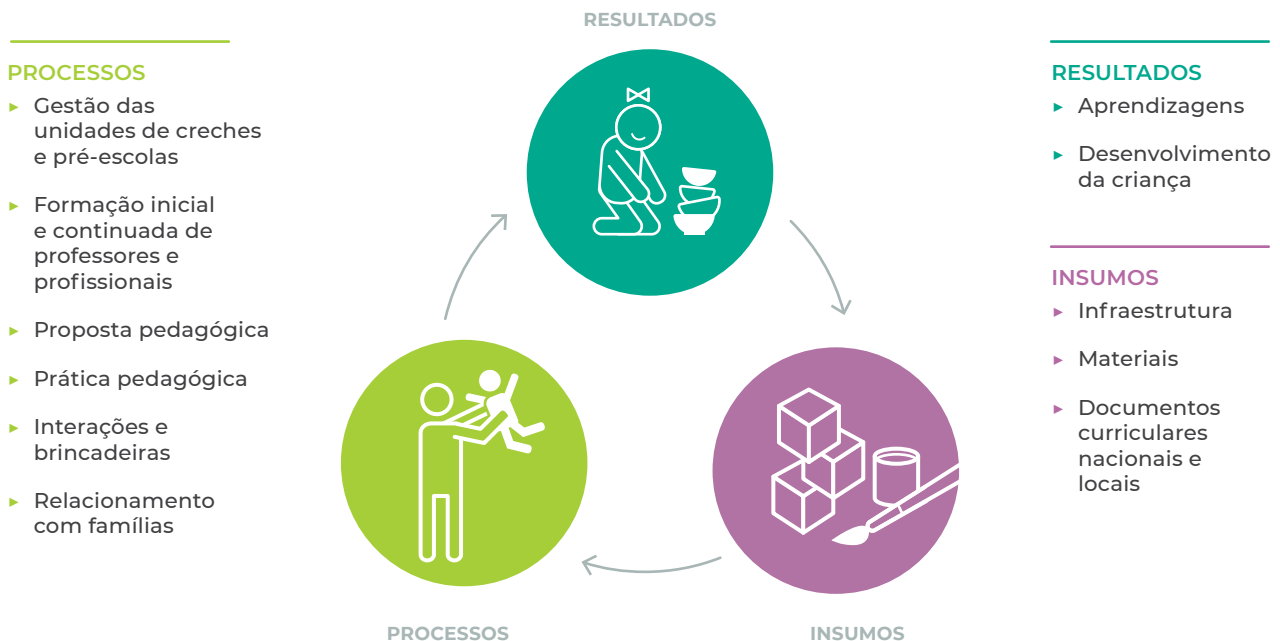 RESULTADOS
PROCESSOS
► Gestão das
unidades de creches
e pré-escolas
► Formação inicial
e continuada de
professores e
profissionais
► Proposta pedagógica
► Prática pedagógica
► Interações e
brincadeiras
► Relacionamento
com famílias
RESULTADOS
► Aprendizagens
► Desenvolvimento
da criança
INSUMOS
► Infraestrutura
► Materiais
► Documentos
curriculares
nacionais e
locais
PROCESSOS
INSUMOS